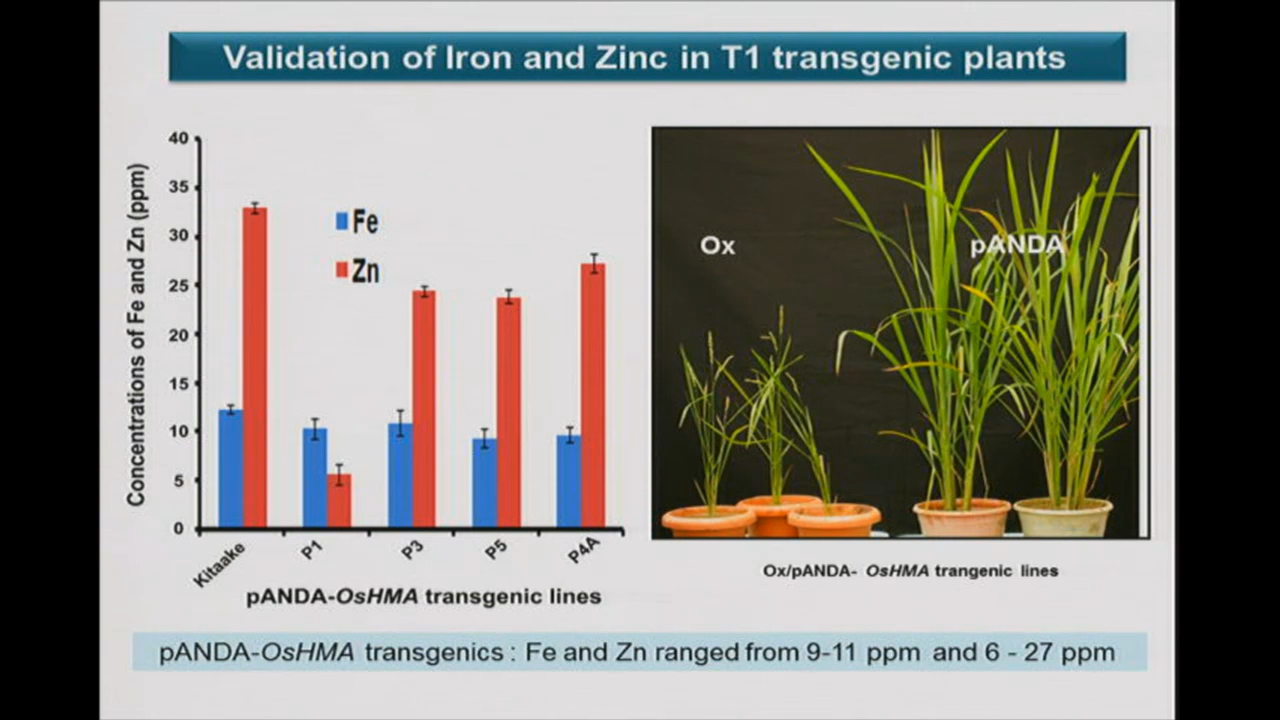 Validation of Iron and Zinc in T1 transgenic plants
Concentrations of Fe and Zn (ppm)
40
35
30
25
20
15
10
5
0
Fe
Zn
Kitaake
P1
P3
P5
P4A
pANDA-OsHMA transgenic lines
Ox
pANDA
Ox/pANDA- OsHMA trangenic lines
pANDA-OsHMA transgenics : Fe and Zn ranged from 9-11 ppm and 6 - 27 ppm